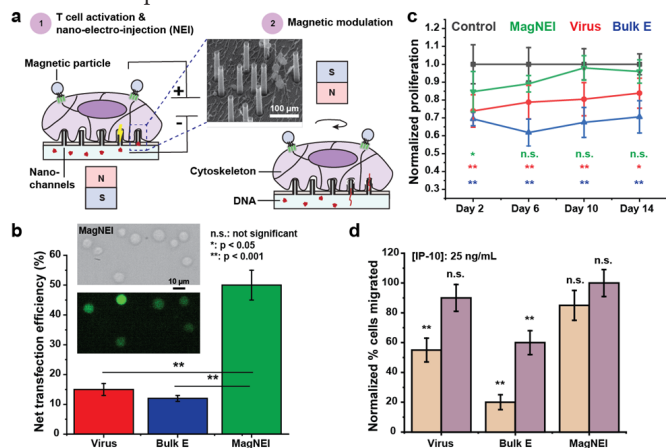 a
1
T cell activation &
nano-electro-injection (NEI)
2
Magnetic modulation
Magnetic particle
+
-
S
N
100 µm
Nano-
channels
N
S
Cytoskeleton
DNA
b
MagNEI
10 µm
n.s.: not significant
*: p < 0.05
**: p < 0.001
Net transfection efficiency (%)
60
50
40
30
20
10
0
**
**
Virus
Bulk E
MagNEI
c
Control
MagNEI
Virus
Bulk E
Normalized proliferation
1.2
1.1
1.0
0.9
0.8
0.7
0.6
0.5
0.4
0.3
* n.s. n.s. n.s.
** ** ** *
** ** ** **
Day 2
Day 6
Day 10
Day 14
d
[IP-10]: 25 ng/mL
Normalized % cells migrated
120
100
80
60
40
20
0
**
n.s.
**
**
n.s.
n.s.
Virus
Bulk E
MagNEI